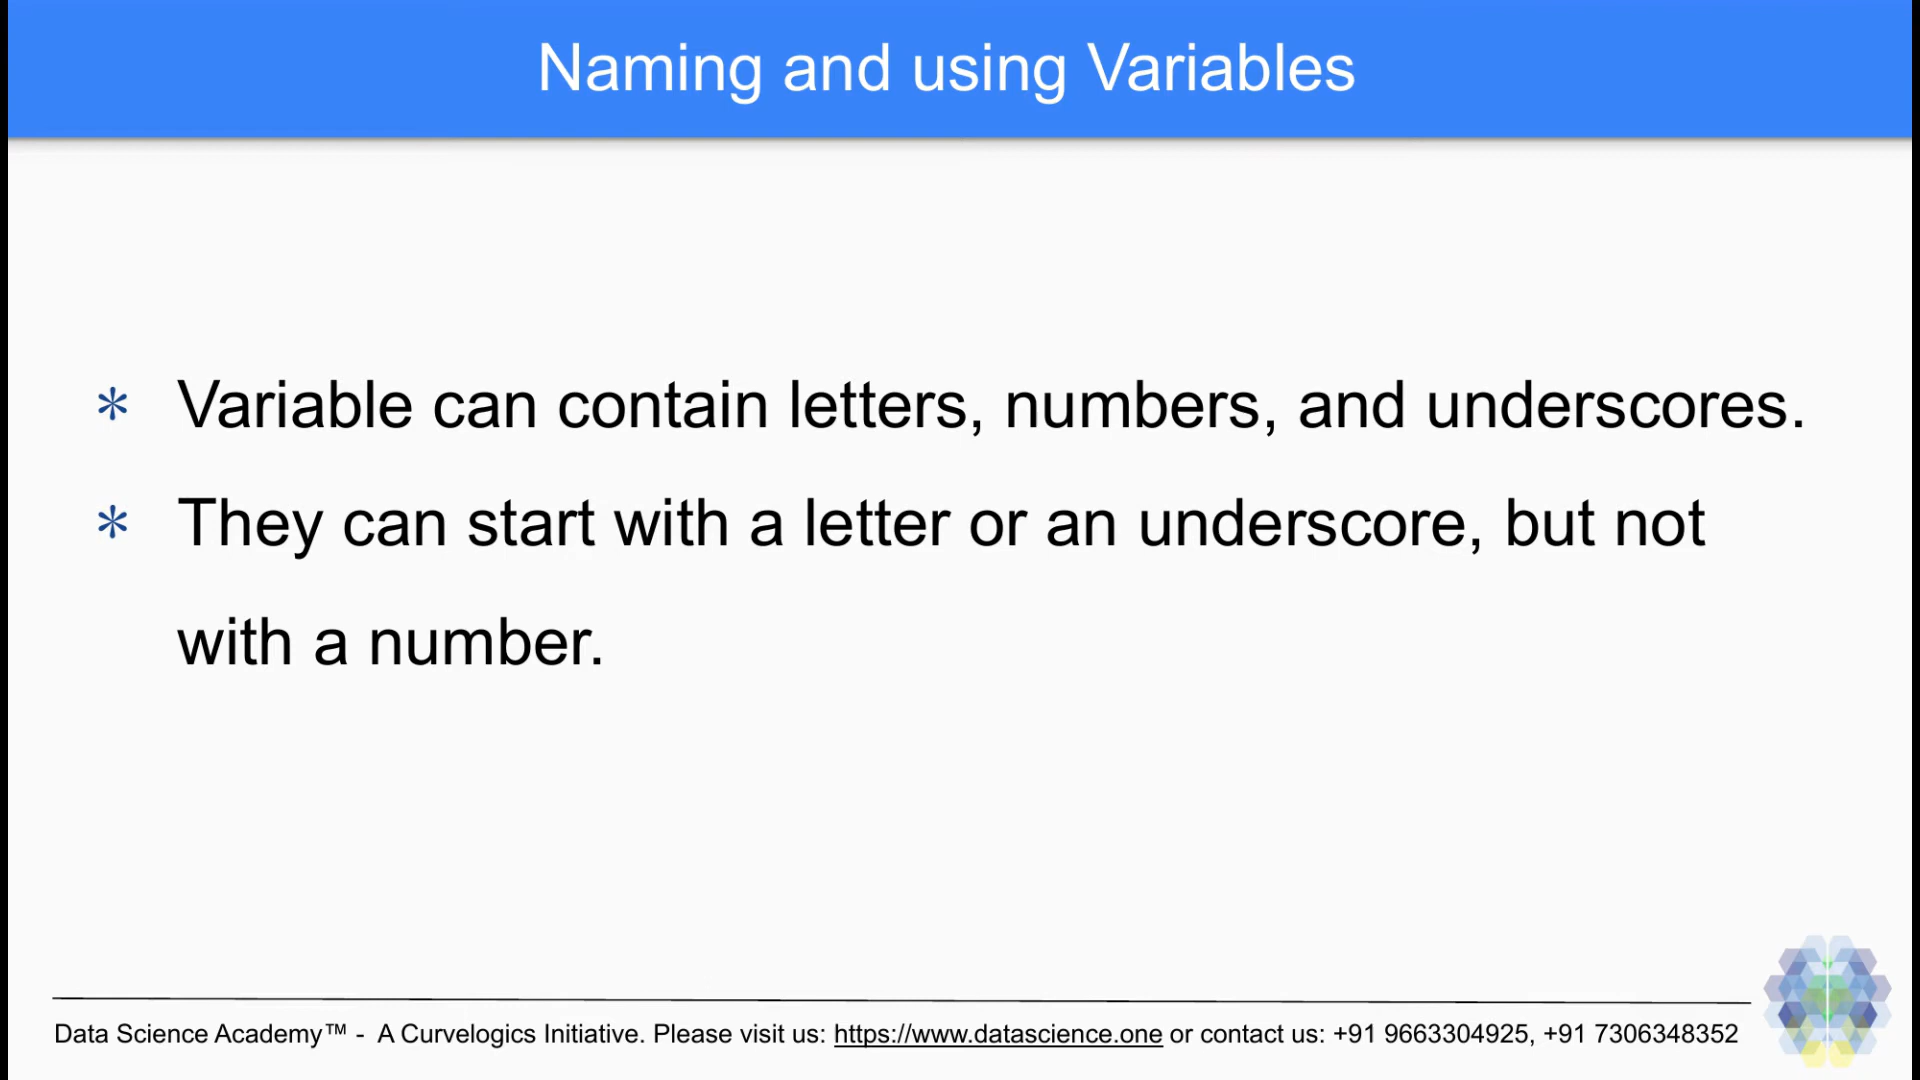 Naming and using Variables
* Variable can contain letters, numbers, and underscores.
* They can start with a letter or an underscore, but not
with a number.
Data Science Academy™ - A Curvelogics Initiative. Please visit us: https://www.datascience.one or contact us: +91 9663304925, +91 7306348352